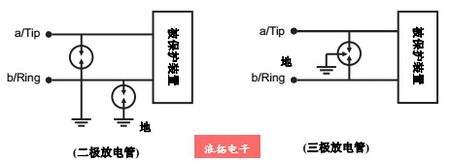 a/Tip
b/Ring
被保护装置
地
(二极放电管)
浪拓电子
a/Tip
地
b/Ring
被保护装置
(三极放电管)